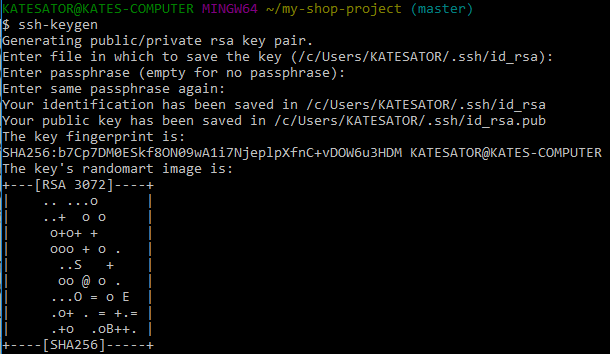 KATESATOR@KATES-COMPUTER MINGW64 ~/my-shop-project (master)
$ ssh-keygen
Generating public/private rsa key pair.
Enter file in which to save the key (/c/Users/KATESATOR/.ssh/id_rsa):
Enter passphrase (empty for no passphrase):
Enter same passphrase again:
Your identification has been saved in /c/Users/KATESATOR/.ssh/id_rsa
Your public key has been saved in /c/Users/KATESATOR/.ssh/id_rsa.pub
The key fingerprint is:
SHA256:b7Cp7DM0ESkf8ON09wA1i7NjeplpXfnC+vDOW6u3HDM KATESATOR@KATES-COMPUTER
The key's randomart image is:
+---[RSA 3072]----+
|    .. ...o      |
|    ..+  o o     |
|     o+o+ +      |
|     ooo + o .   |
|      ..S   +    |
|      oo @ o .   |
|     ...O = o E  |
|     .o+ . = +.= |
|     .+o  .oB++. |
+----[SHA256]-----+